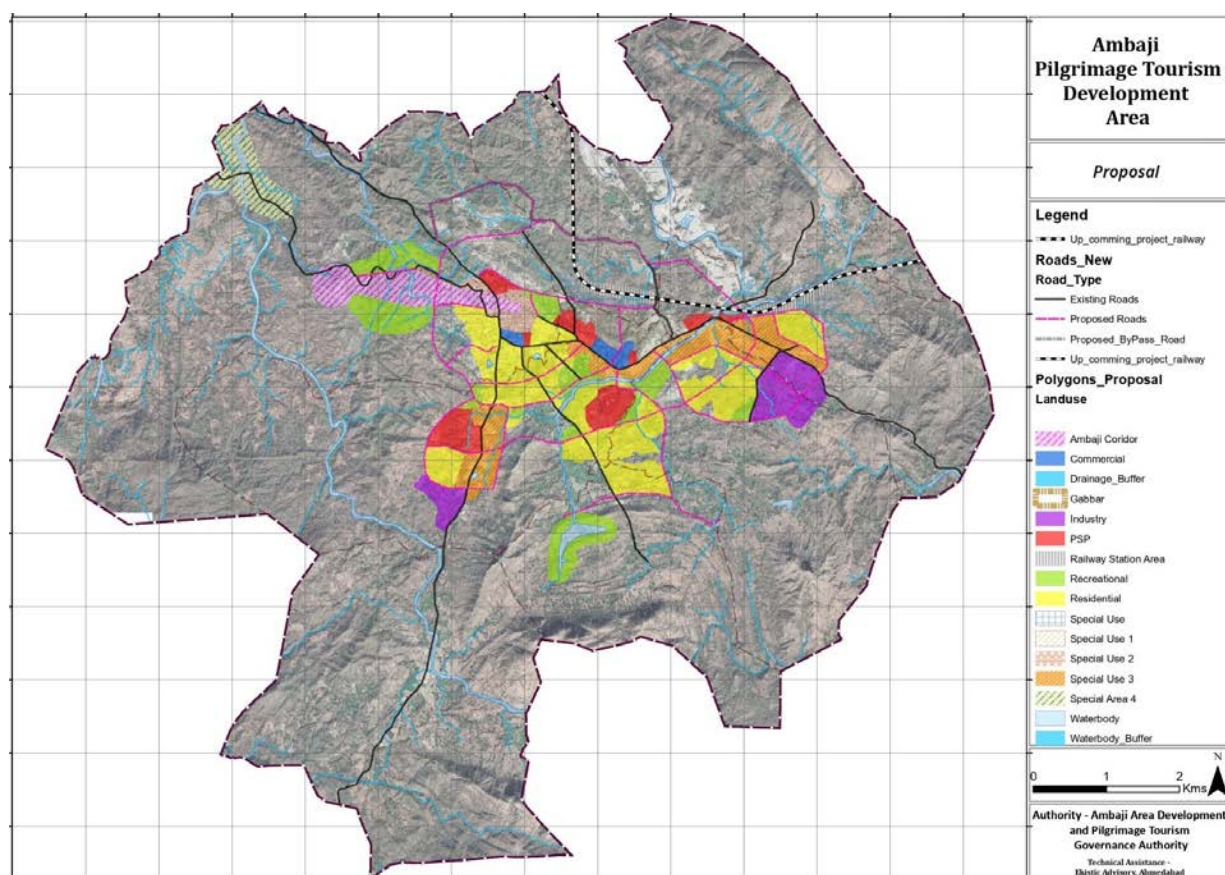 Ambaji
Pilgrimage Tourism
Development
Area
Proposal
Legend
Up_comming_project_railway
Roads_New
Road_Type
Existing Roads
Proposed Roads
Proposed_ByPass_Road
Up_comming_project_railway
Polygons_Proposal
Landuse
Ambaji Coridor
Commercial
Drainage_Buffer
Gabbar
Industry
PSP
Railway Station Area
Recreational
Residential
Special Use
Special Use 1
Special Use 2
Special Use 3
Special Area 4
Waterbody
Waterbody_Buffer
N
0 1 2
Kms
Authority - Ambaji Area Development
and Pilgrimage Tourism
Governance Authority
Technical Assistance -
Ekistic Advisory, Ahmedabad